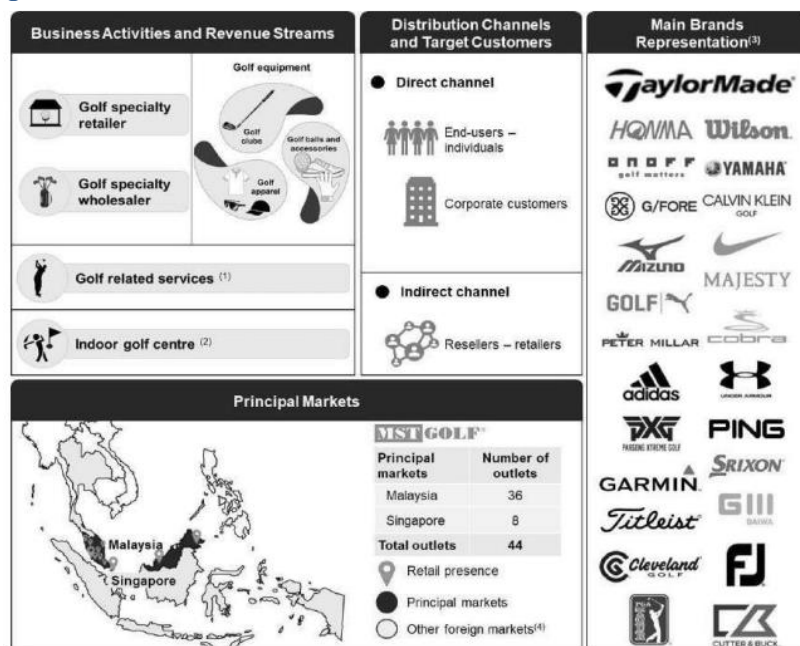 Business Activities and Revenue Streams
Golf specialty
retailer
Golf specialty
wholesaler
Golf equipment
Golf
clubs
Golf balls and
accessories
Golf
apparel
Golf related services (1)
Indoor golf centre (2)
Distribution Channels
and Target Customers
Direct channel
End-users –
individuals
Corporate customers
Indirect channel
Resellers – retailers
Main Brands
Representation(3)
TaylorMade
HONMA Wilson
ONOFF
golf matters
YAMAHA
G/FORE
CALVIN KLEIN
GOLF
MIZUNO
MAJESTY
GOLF
PETER MILLAR
cobra
adidas
UNDER ARMOUR
PXG
PARSONS XTREME GOLF
PING
SRIXON
GARMIN
GIII
DAIWA
Titleist
Cleveland
GOLF
FJ
PGA TOUR
CUTTER & BUCK
Principal Markets
Malaysia
Singapore
MST GOLF
Principal
markets
Number of
outlets
Malaysia 36
Singapore 8
Total outlets 44
Retail presence
Principal markets
Other foreign markets(4)